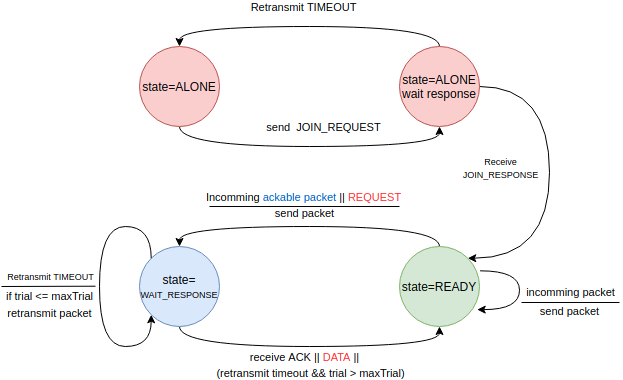 Retransmit TIMEOUT
state=ALONE
state=ALONE
wait response
send JOIN_REQUEST
Receive
JOIN_RESPONSE
Incomming ackable packet || REQUEST
send packet
Retransmit TIMEOUT
if trial <= maxTrial
retransmit packet
state=
WAIT_RESPONSE
state=READY
incomming packet
send packet
receive ACK || DATA ||
(retransmit timeout && trial > maxTrial)